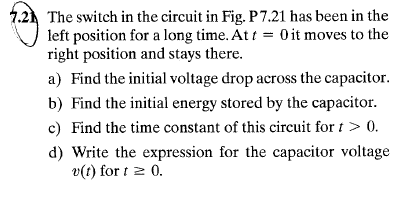 7.21 The switch in the circuit in Fig. P7.21 has been in the
left position for a long time. At t = 0 it moves to the
right position and stays there.
a) Find the initial voltage drop across the capacitor.
b) Find the initial energy stored by the capacitor.
c) Find the time constant of this circuit for t > 0.
d) Write the expression for the capacitor voltage
v(t) for t ≥ 0.